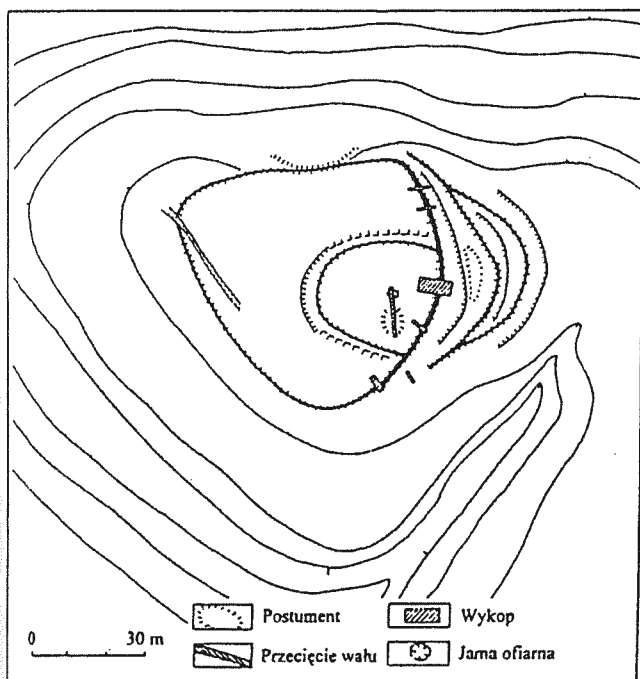 Postument
Wykop
0 30 m
Przecięcie wału
Jama ofiarna